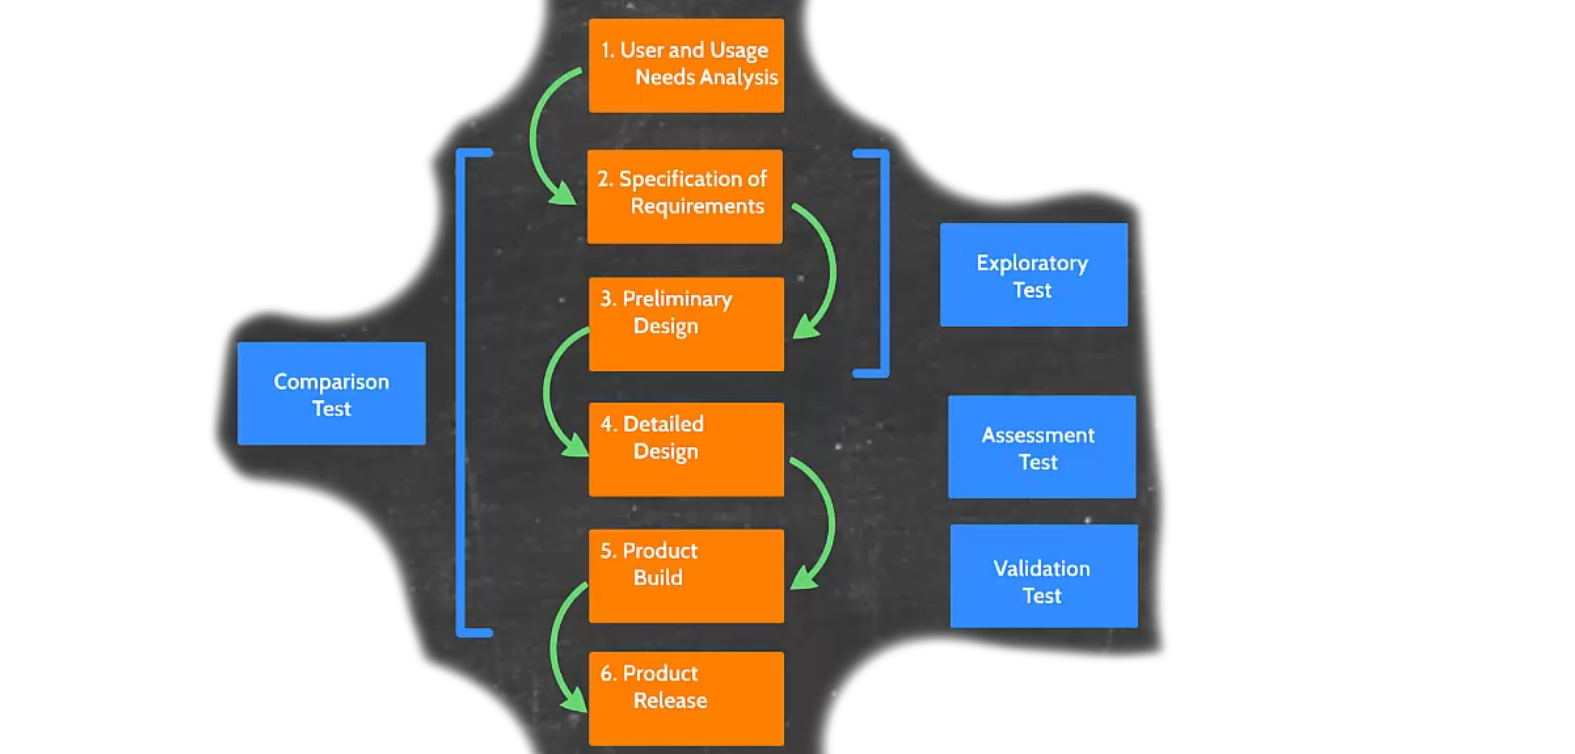 1. User and Usage
Needs Analysis
2. Specification of
Requirements
3. Preliminary
Design
4. Detailed
Design
5. Product
Build
6. Product
Release
Comparison
Test
Exploratory
Test
Assessment
Test
Validation
Test